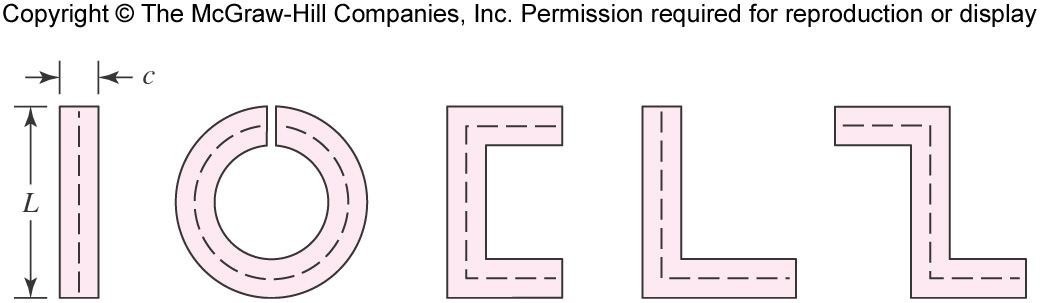 Copyright © The McGraw-Hill Companies, Inc. Permission required for reproduction or display
c
L